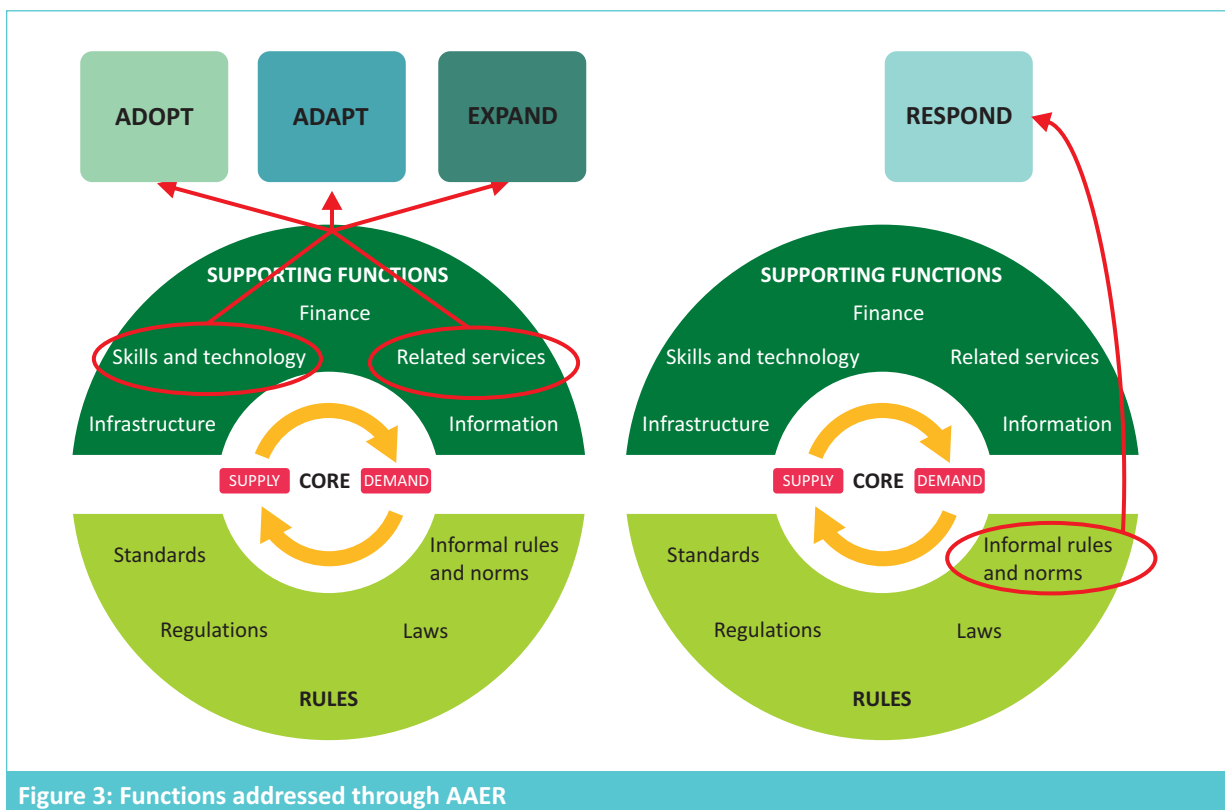 ADOPT
ADAPT
EXPAND
RESPOND
SUPPORTING FUNCTIONS
Finance
Skills and technology
Related services
Infrastructure
Information
SUPPLY
CORE
DEMAND
Standards
Informal rules
and norms
Regulations
Laws
RULES
SUPPORTING FUNCTIONS
Finance
Skills and technology
Related services
Infrastructure
Information
SUPPLY
CORE
DEMAND
Standards
Informal rules
and norms
Regulations
Laws
RULES
Figure 3: Functions addressed through AAER